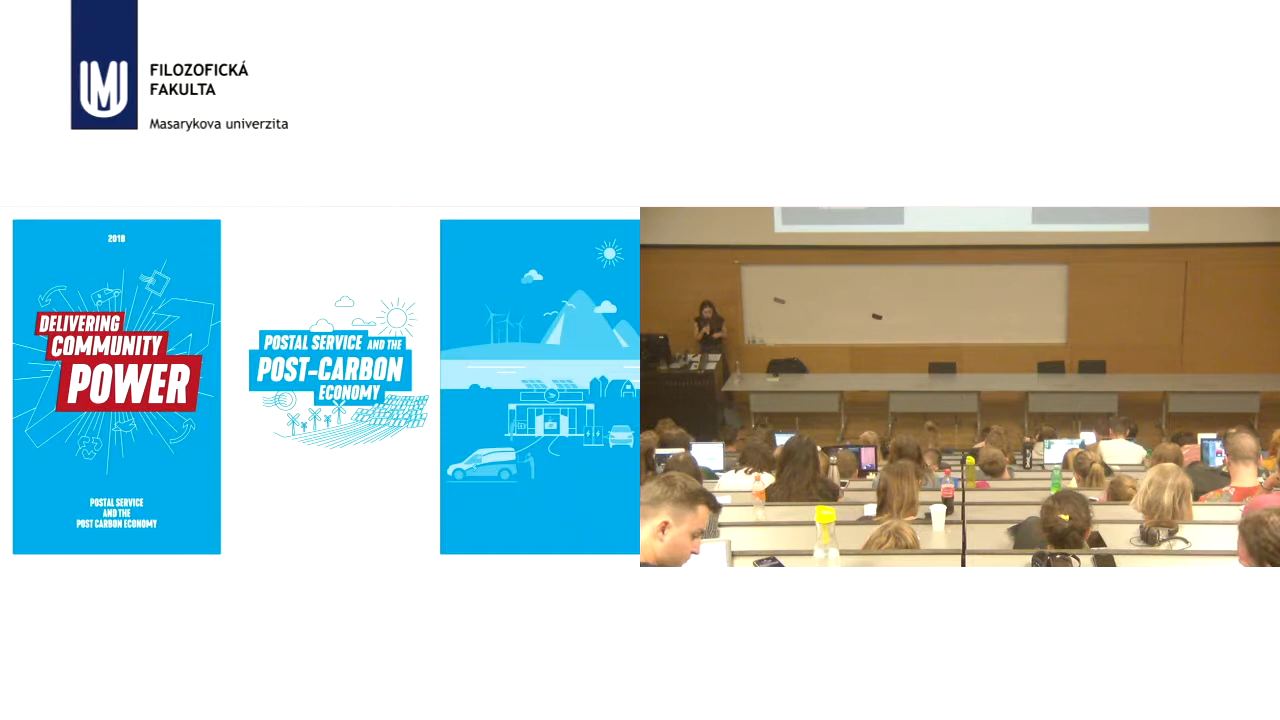 FILOZOFICKÁ
FAKULTA
Masarykova univerzita
2018
DELIVERING
COMMUNITY
POWER
POSTAL SERVICE
AND THE
POST CARBON ECONOMY
POSTAL SERVICE AND THE
POST-CARBON
ECONOMY